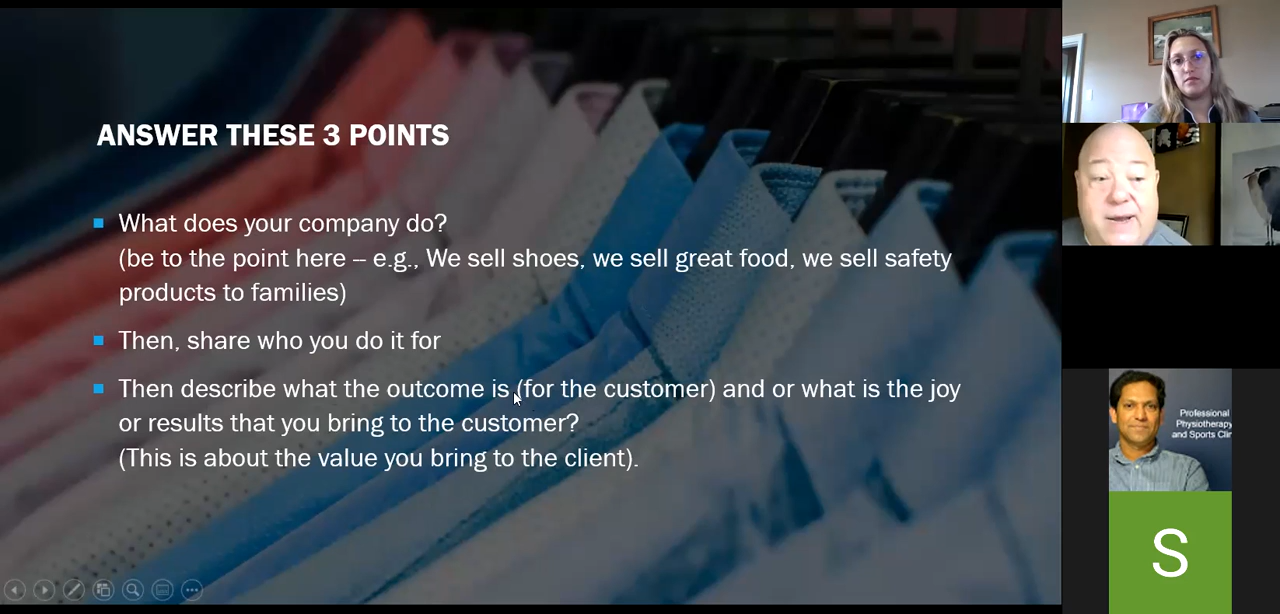 ANSWER THESE 3 POINTS
What does your company do?
(be to the point here – e.g., We sell shoes, we sell great food, we sell safety
products to families)
Then, share who you do it for
Then describe what the outcome is (for the customer) and or what is the joy
or results that you bring to the customer?
(This is about the value you bring to the client).
Professional
Physiotherapy
and Sports Clin
S